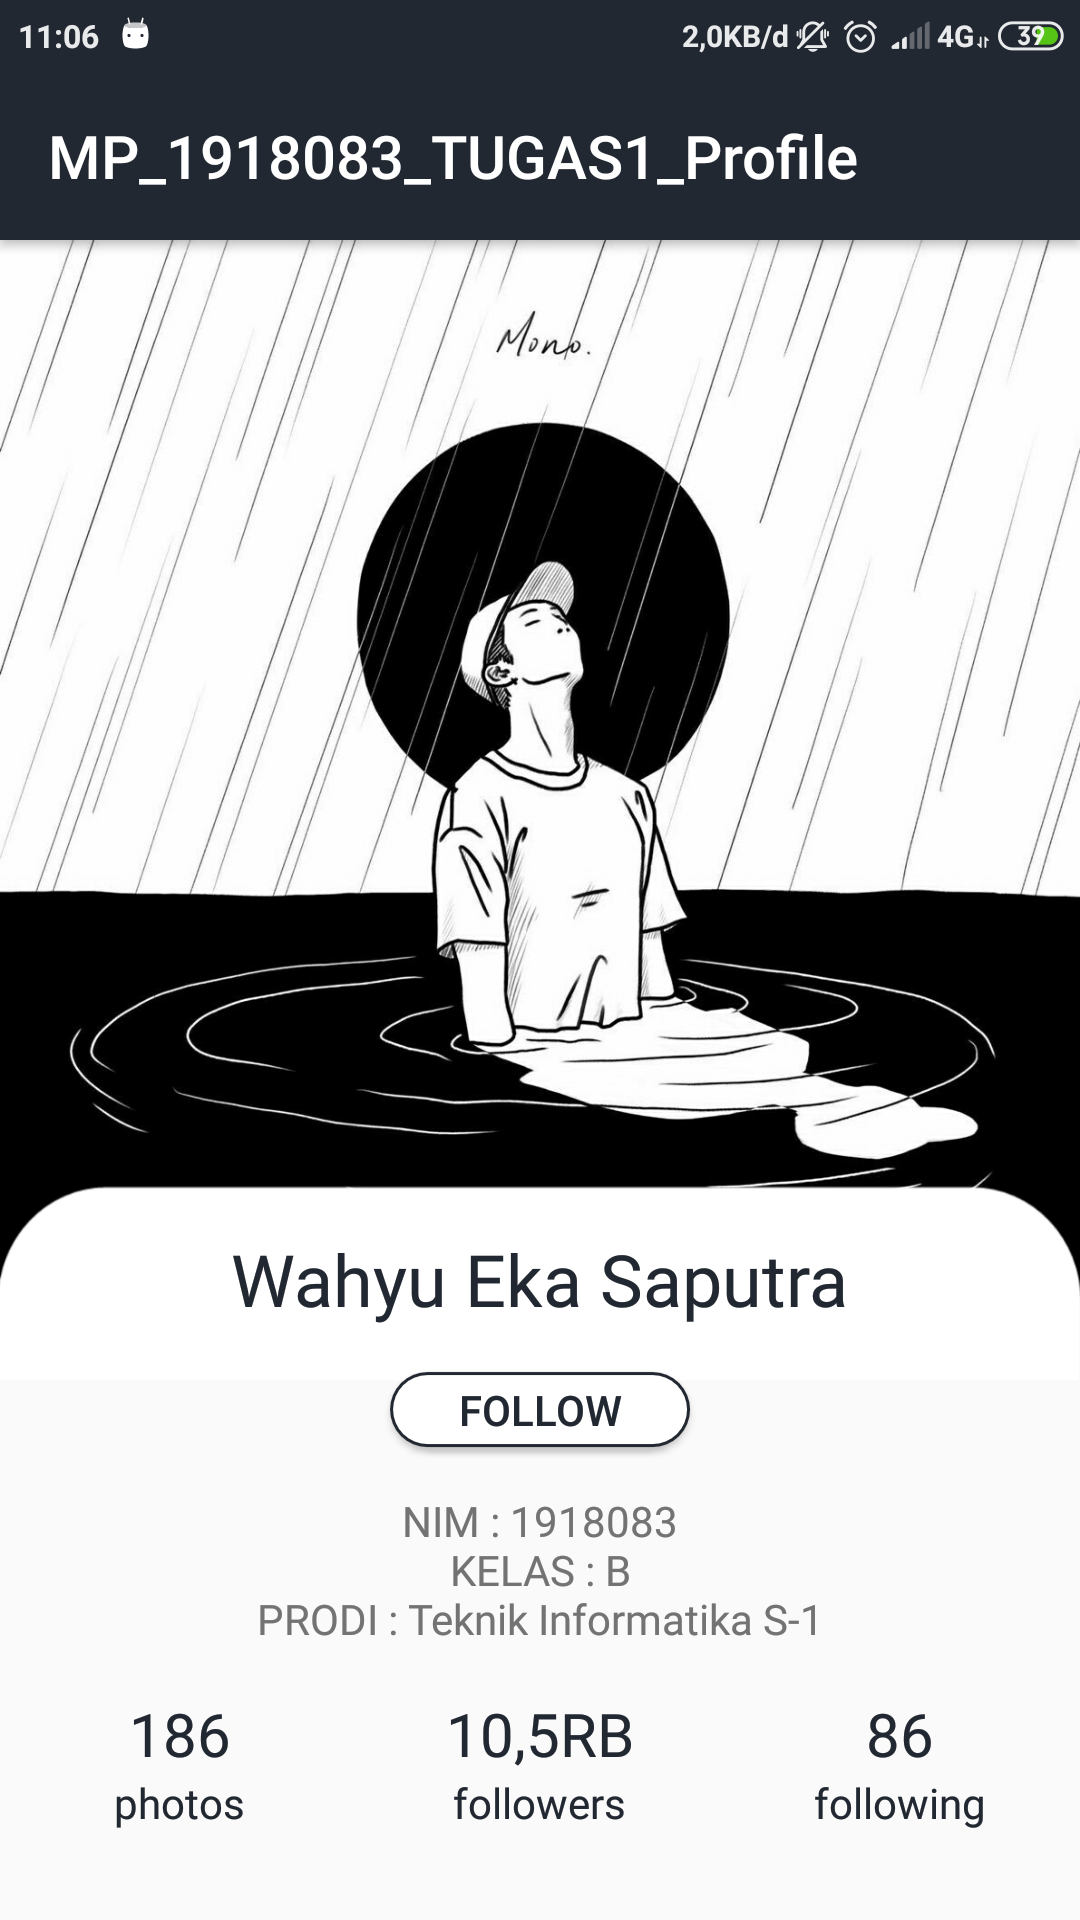 11:06 2,0KB/d 4G 39
MP_1918083_TUGAS1_Profile
Mono.
Wahyu Eka Saputra
FOLLOW
NIM : 1918083
KELAS : B
PRODI : Teknik Informatika S-1
186 10,5RB 86
photos followers following